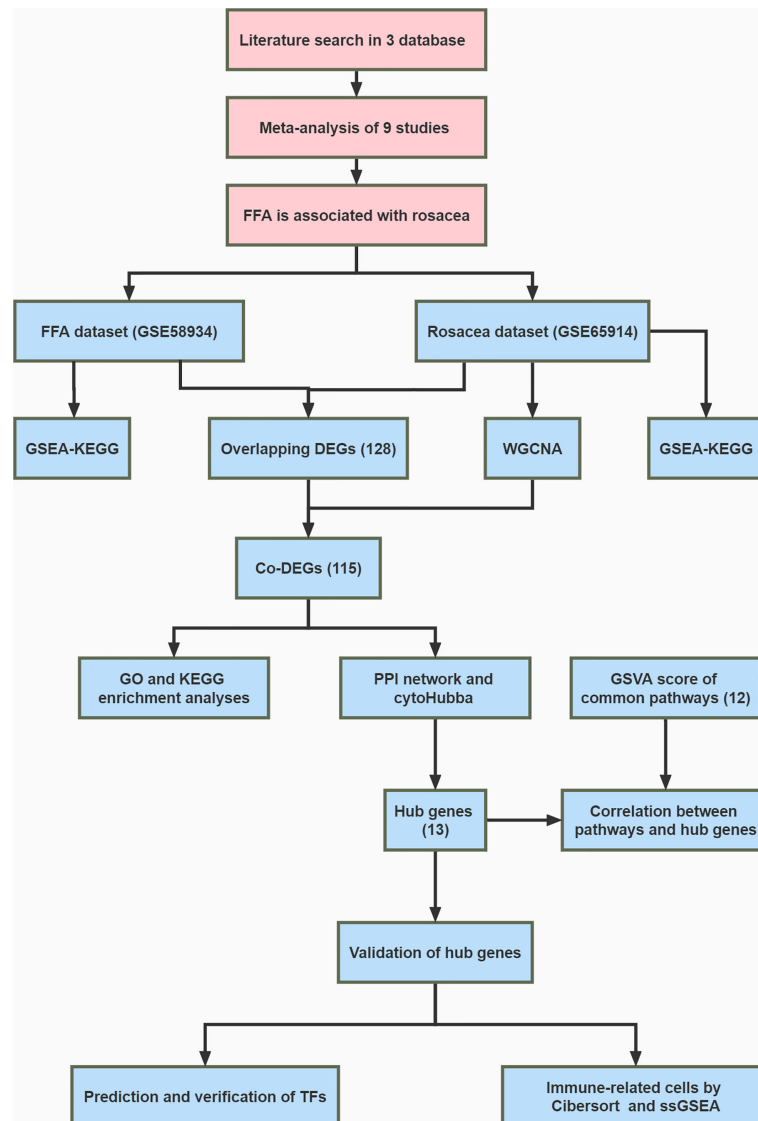 Literature search in 3 database
Meta-analysis of 9 studies
FFA is associated with rosacea
FFA dataset (GSE58934)
Rosacea dataset (GSE65914)
GSEA-KEGG
Overlapping DEGs (128)
WGCNA
GSEA-KEGG
Co-DEGs (115)
GO and KEGG
enrichment analyses
PPI network and
cytoHubba
GSVA score of
common pathways (12)
Hub genes
(13)
Correlation between
pathways and hub genes
Validation of hub genes
Prediction and verification of TFs
Immune-related cells by
Cibersort and ssGSEA